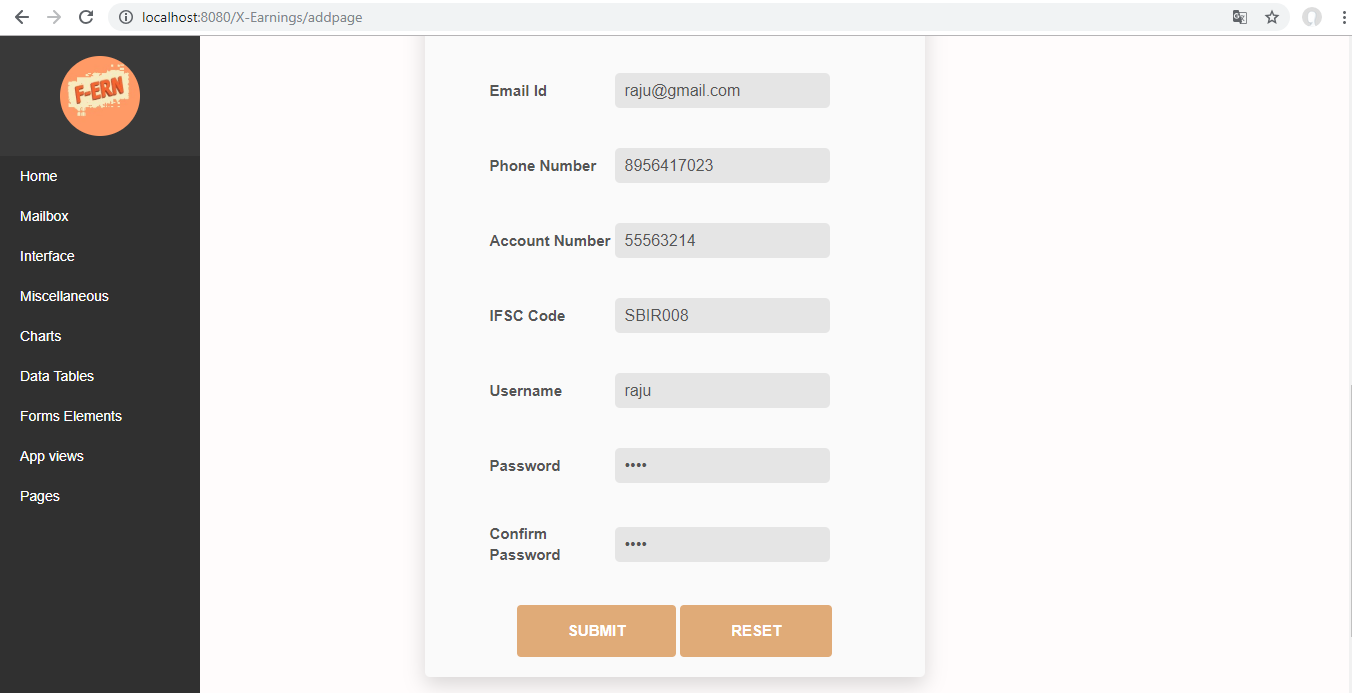 localhost:8080/X-Earnings/addpage
F-ERN
Home
Mailbox
Interface
Miscellaneous
Charts
Data Tables
Forms Elements
App views
Pages
Email Id raju@gmail.com
Phone Number 8956417023
Account Number 55563214
IFSC Code SBIR008
Username raju
Password ••••
Confirm
Password ••••
SUBMIT RESET